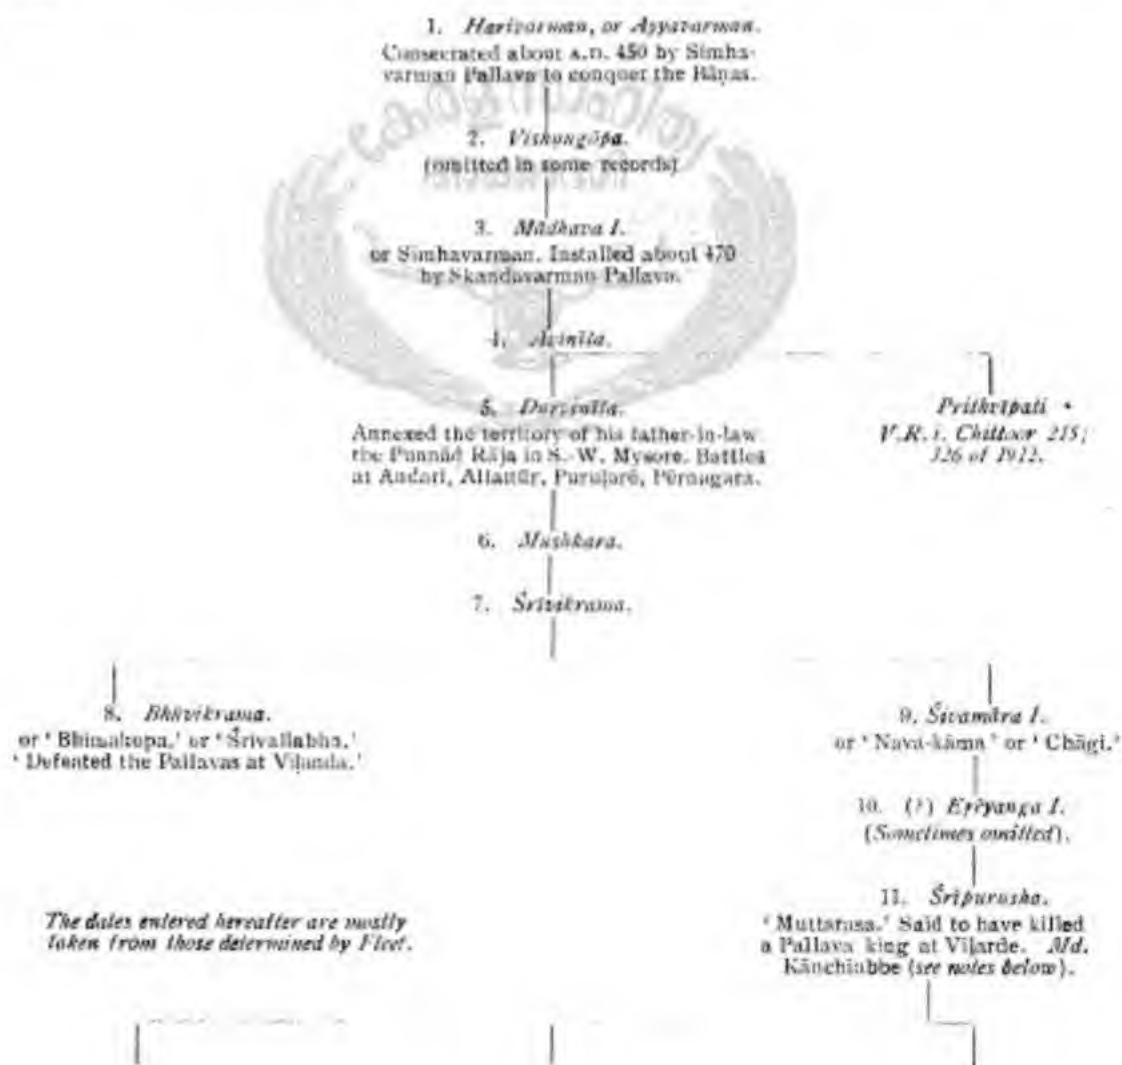 1. Harivarman, or Ayyavarman.
Consecrated about A.D. 450 by Simha-
varman Pallava to conquer the Bāṇas.
2. Vishṇugōpa.
(omitted in some records)
3. Mādhava I.
or Simhavarman. Installed about 470
by Skandavarman Pallava.
4. Avinīta.
5. Durvinīta.
Annexed the territory of his father-in-law
the Punnāḍ Rāja in S.-W. Mysore. Battles
at Andari, Alattūr, Puruḷarē, Pērnagara.
Prithvīpati
V.R. i. Chittoor 215;
326 of 1912.
6. Mushkara.
7. Śrīvikrama.
8. Bhūvikrama.
or ' Bhimakopa,' or ' Śrīvallabha.'
' Defeated the Pallavas at Viḷanda.'
9. Śivamāra I.
or ' Nava-kāma ' or ' Chāgi.'
10. (?) Eṛeyanga I.
(Sometimes omitted).
11. Śrīpurusha.
' Muttarasa.' Said to have killed
a Pallava king at Viḷarde. Md.
Kānchiabbe (see notes below).
The dates entered hereafter are mostly
taken from those determined by Fleet.